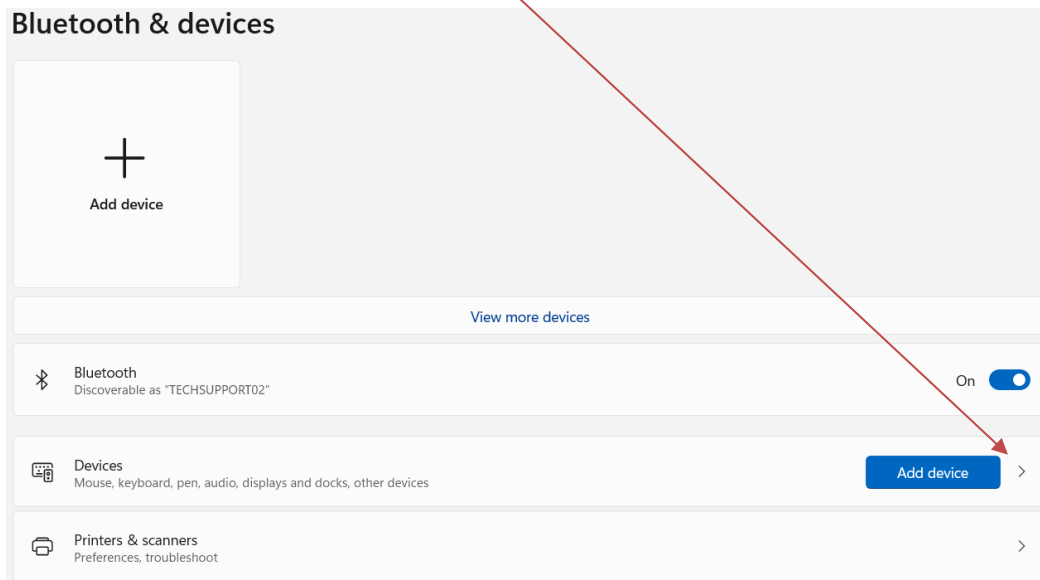 Bluetooth & devices
Add device
View more devices
Bluetooth
Discoverable as "TECHSUPPORT02"
On
Devices
Mouse, keyboard, pen, audio, displays and docks, other devices
Add device
Printers & scanners
Preferences, troubleshoot